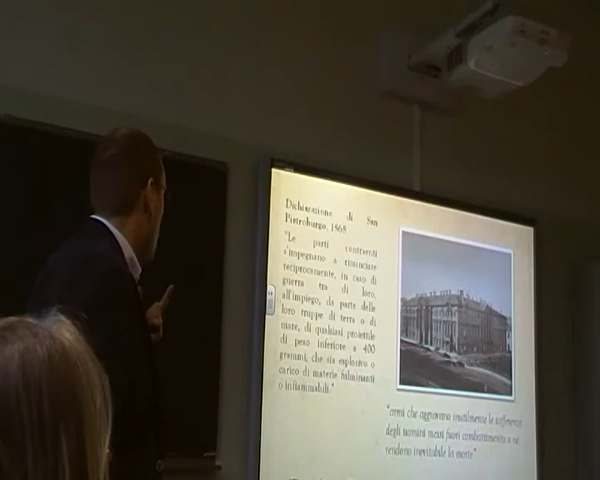 Dichiarazione di San
Pietroburgo, 1868
"Le parti contraenti
s'impegnano a rinunciare
reciprocamente, in caso di
guerra tra di loro,
all'impiego, da parte delle
loro truppe di terra o di
mare, di qualsiasi proiettile
di peso inferiore a 400
grammi, che sia esplosivo o
carico di materie fulminanti
o infiammabili."
"armi che aggravano inutilmente le sofferenze
degli uomini messi fuori combattimento o ne
rendono inevitabile la morte"